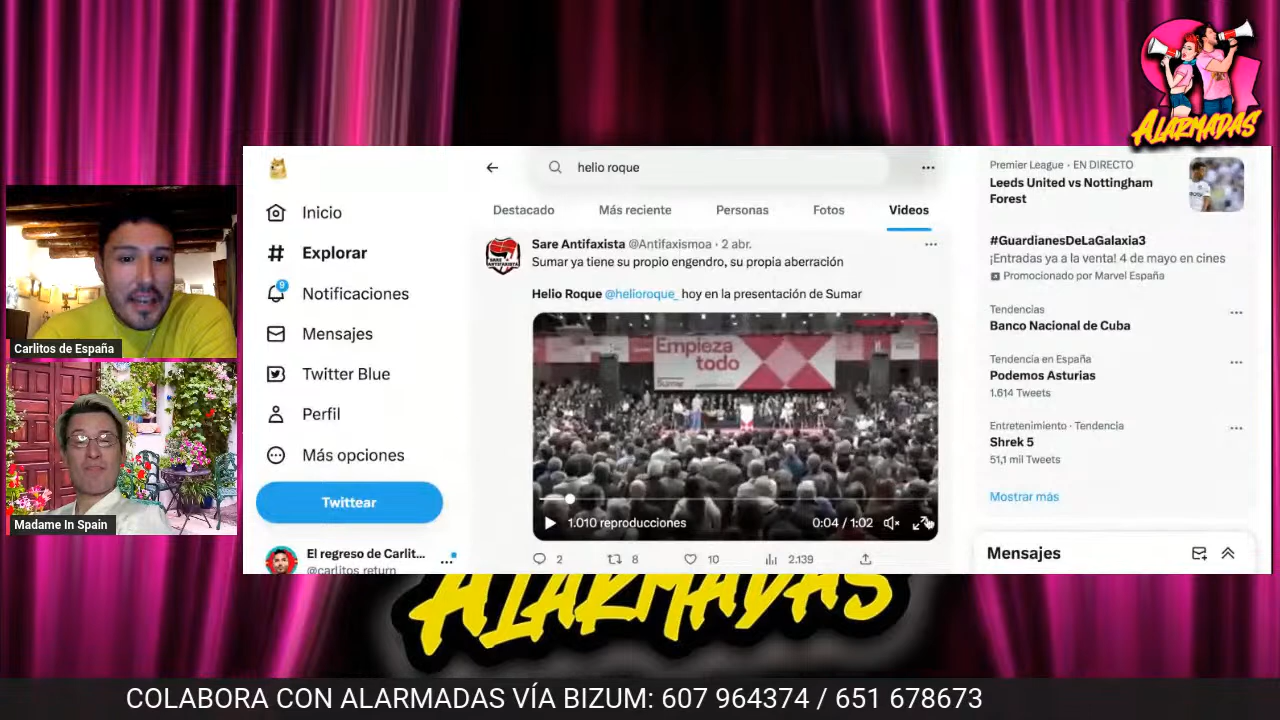 ALARMADAS
helio roque
Inicio
Explorar
9
Notificaciones
Mensajes
Twitter Blue
Perfil
Más opciones
Twittear
El regreso de Carlit...
@carlitos_return
Destacado
Más reciente
Personas
Fotos
Videos
Sare Antifaxista @Antifaxismoa · 2 abr.
Sumar ya tiene su propio engendro, su propia aberración
Helio Roque @helioroque_ hoy en la presentación de Sumar
Empieza
todo
Sumar
1.010 reproducciones
0:04 / 1:02
2
8
10
2.139
Premier League · EN DIRECTO
Leeds United vs Nottingham
Forest
#GuardianesDeLaGalaxia3
¡Entradas ya a la venta! 4 de mayo en cines
Promocionado por Marvel España
Tendencias
Banco Nacional de Cuba
Tendencia en España
Podemos Asturias
1.614 Tweets
Entretenimiento · Tendencia
Shrek 5
51,1 mil Tweets
Mostrar más
Mensajes
Carlitos de España
Madame In Spain
ALARMADAS
COLABORA CON ALARMADAS VÍA BIZUM: 607 964374 / 651 678673